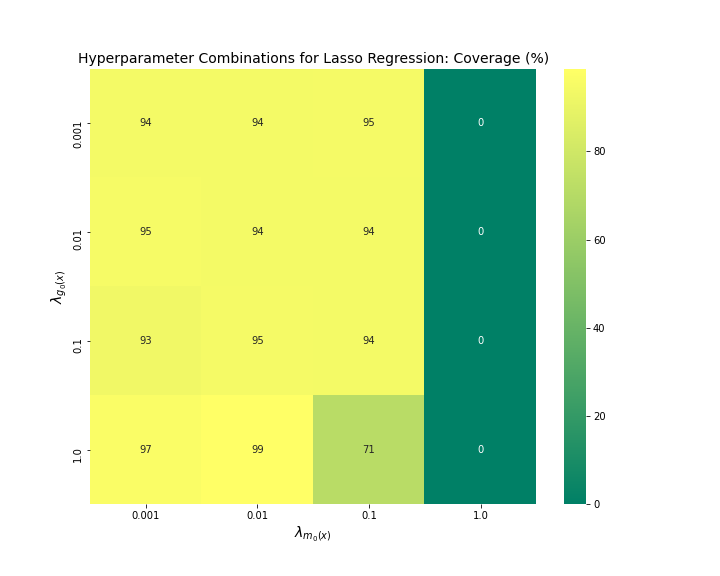 Hyperparameter Combinations for Lasso Regression: Coverage (%)
0.001 94 94 95 0
0.01 95 94 94 0
0.1 93 95 94 0
1.0 97 99 71 0
0.001 0.01 0.1 1.0
λ_{m_0(x)}
λ_{g_0(x)}
80
60
40
20
0